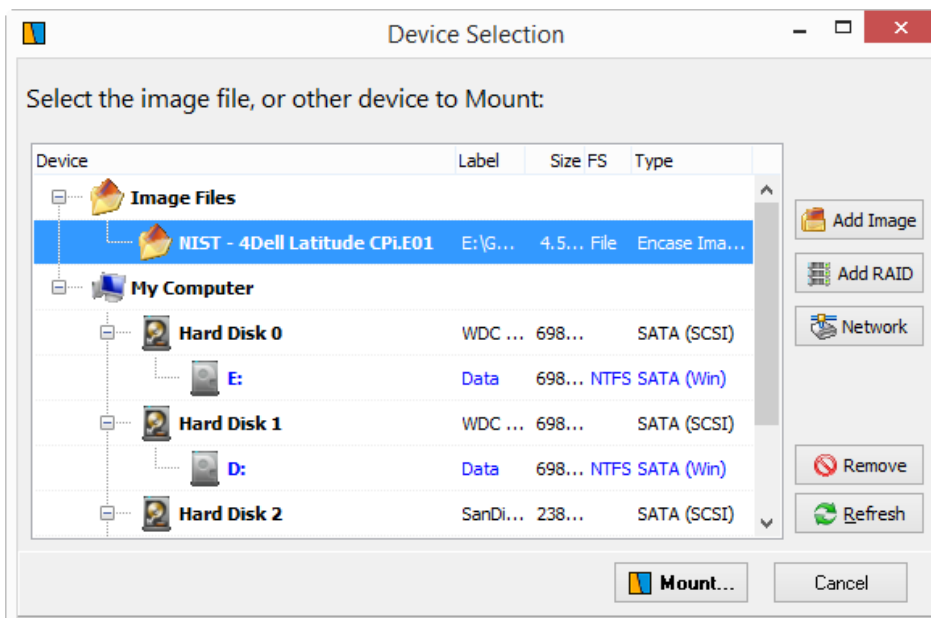 Device Selection
Select the image file, or other device to Mount:
Device Label Size FS Type
Image Files
NIST - 4Dell Latitude CPi.E01 E:\G... 4.5... File Encase Ima...
My Computer
Hard Disk 0 WDC ... 698... SATA (SCSI)
E: Data 698... NTFS SATA (Win)
Hard Disk 1 WDC ... 698... SATA (SCSI)
D: Data 698... NTFS SATA (Win)
Hard Disk 2 SanDi... 238... SATA (SCSI)
Add Image
Add RAID
Network
Remove
Refresh
Mount...
Cancel